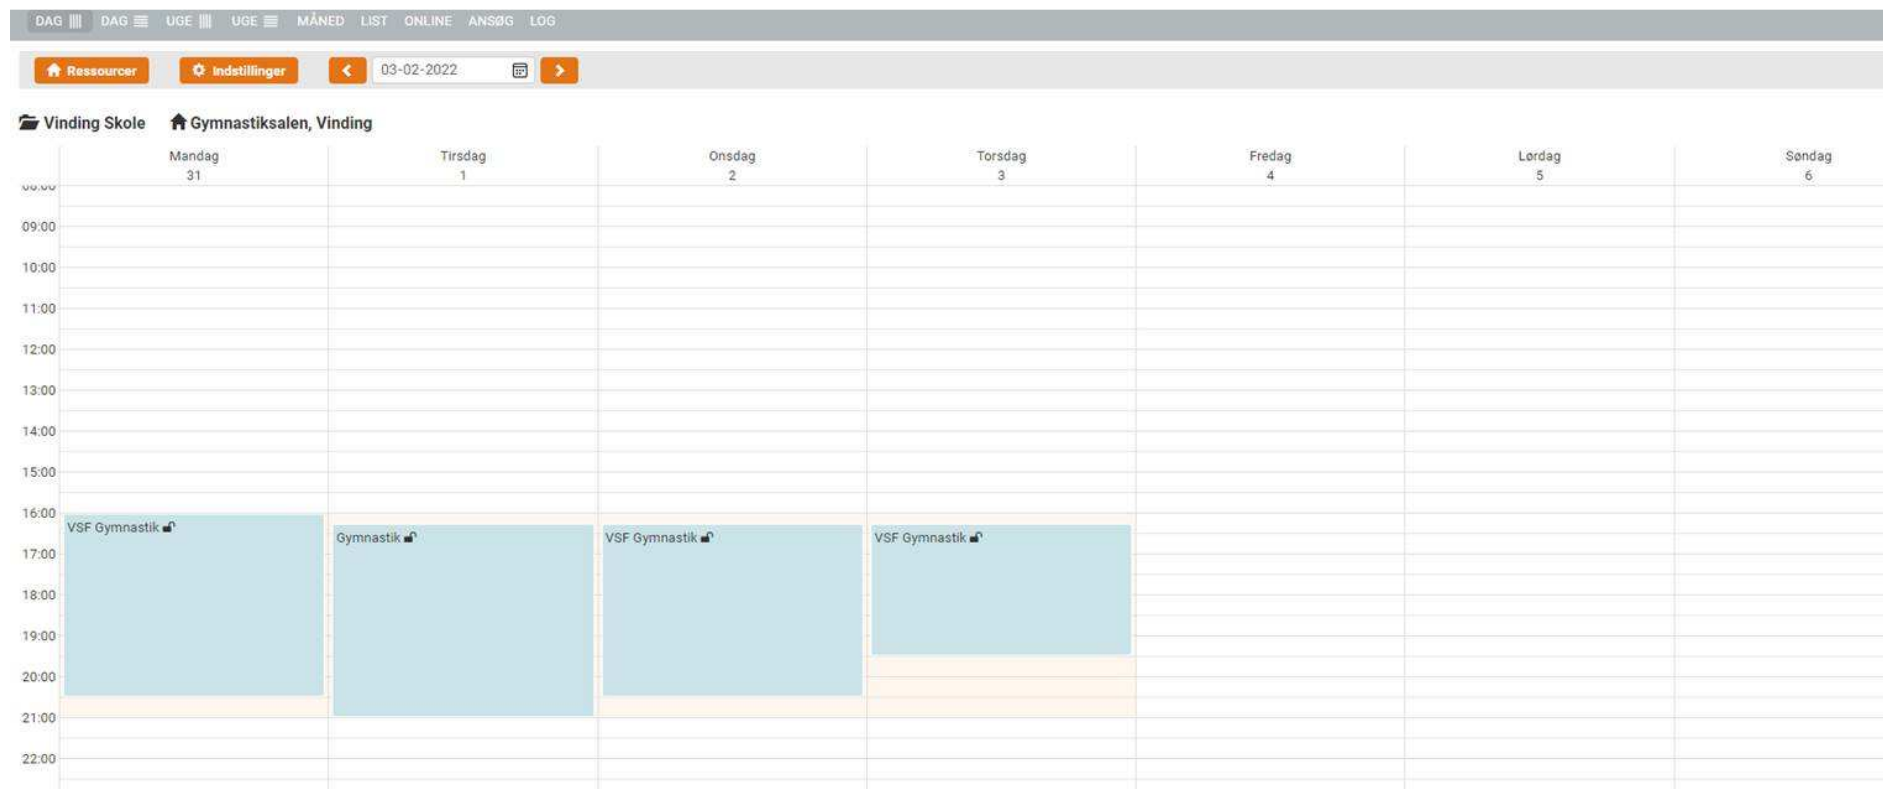 DAG DAG UGE UGE MÅNED LIST ONLINE ANSØG LOG
Ressourcer Indstillinger 03-02-2022
Vinding Skole Gymnastiksalen, Vinding
Mandag Tirsdag Onsdag Torsdag Fredag Lørdag Søndag
31 1 2 3 4 5 6
09:00
10:00
11:00
12:00
13:00
14:00
15:00
16:00
VSF Gymnastik
Gymnastik VSF Gymnastik VSF Gymnastik
17:00
18:00
19:00
20:00
21:00
22:00